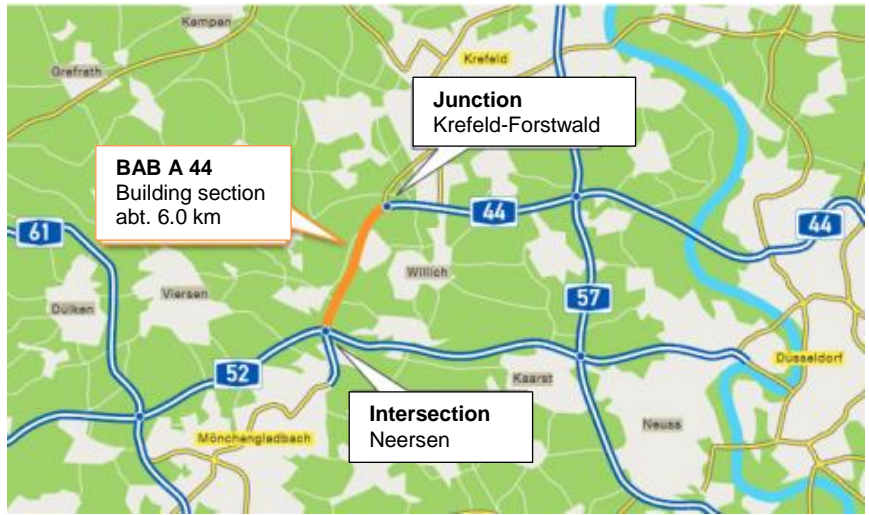 Kempen
Grefrath
Krefeld
Junction
Krefeld-Forstwald
BAB A 44
Building section
abt. 6.0 km
44
44
61
Willich
Viersen
Dülken
57
52
Düsseldorf
Kaarst
Intersection
Neersen
Neuss
Mönchengladbach